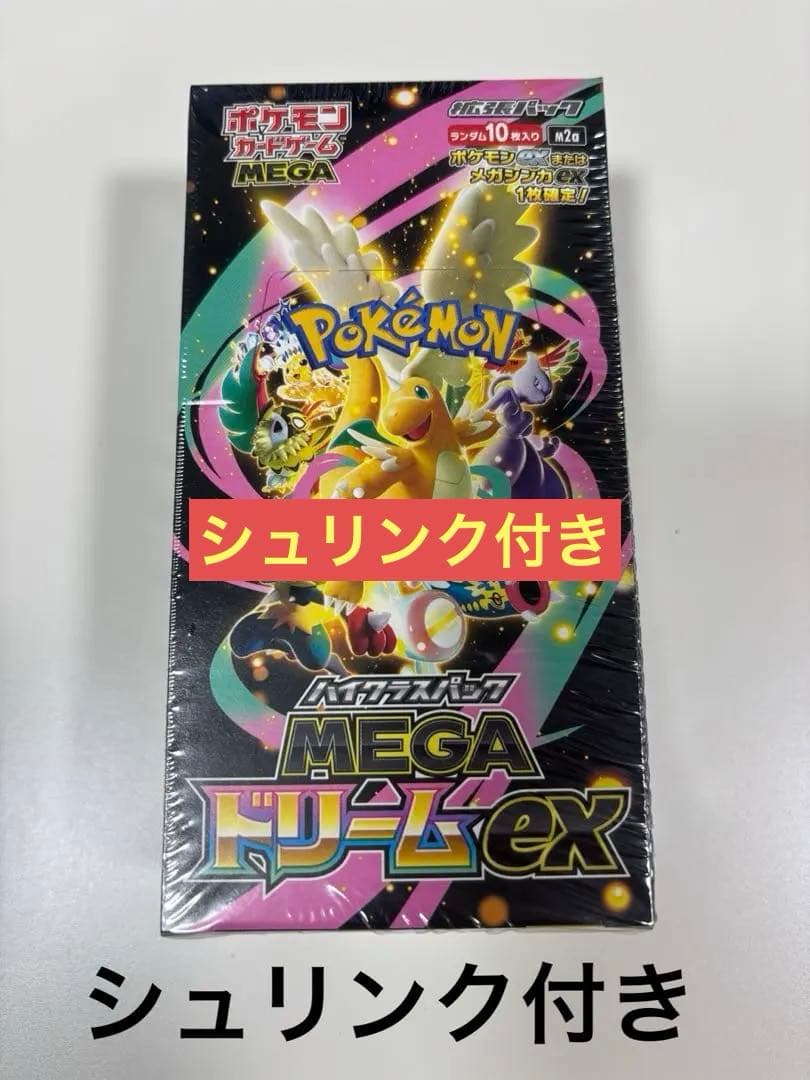 ポケモン
カードゲーム
MEGA
拡張パック
ランダム10枚入り
M2a
ポケモンexまたは
メガシンカex
1枚確定!
POKéMON
TM
シュリンク付き
ハイクラスパック
MEGA
ドリームex
シュリンク付き